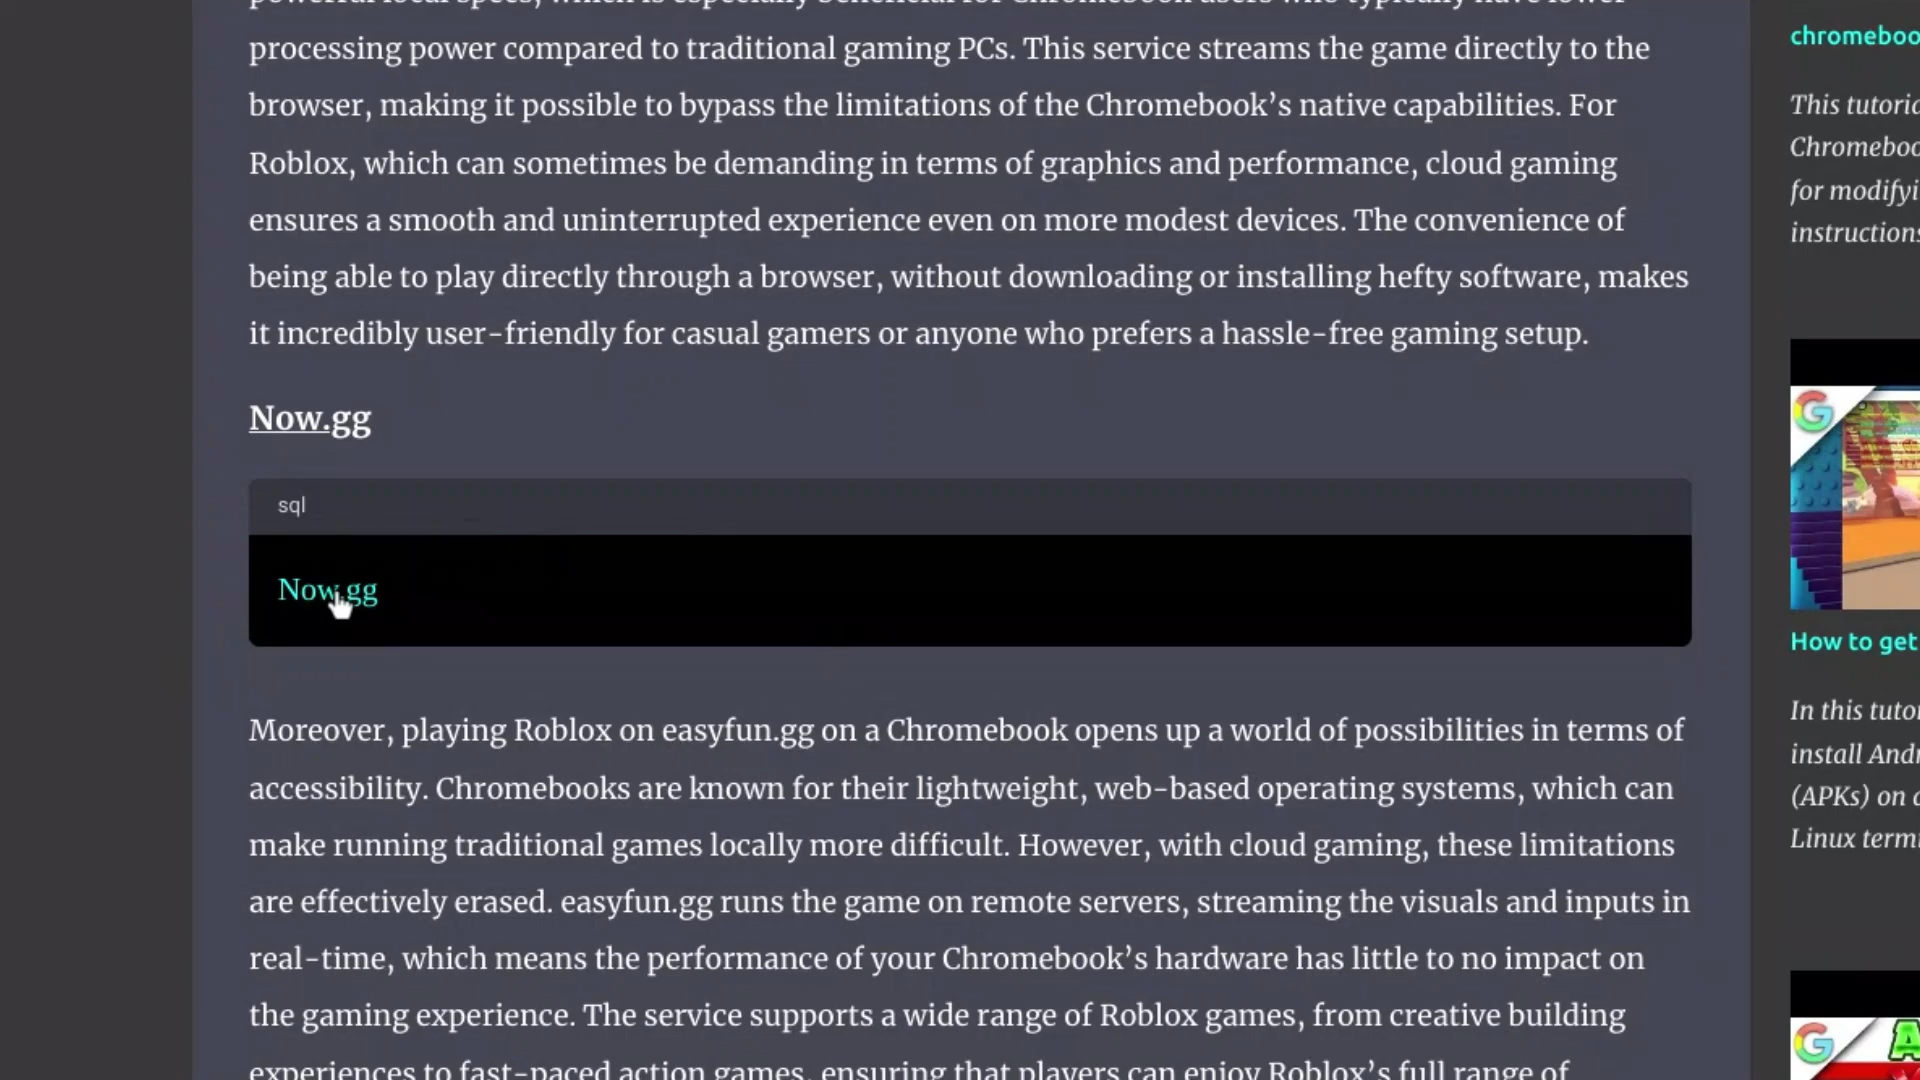 processing power compared to traditional gaming PCs. This service streams the game directly to the
browser, making it possible to bypass the limitations of the Chromebook’s native capabilities. For
Roblox, which can sometimes be demanding in terms of graphics and performance, cloud gaming
ensures a smooth and uninterrupted experience even on more modest devices. The convenience of
being able to play directly through a browser, without downloading or installing hefty software, makes
it incredibly user-friendly for casual gamers or anyone who prefers a hassle-free gaming setup.
Now.gg
sql
Now.gg
Moreover, playing Roblox on easyfun.gg on a Chromebook opens up a world of possibilities in terms of
accessibility. Chromebooks are known for their lightweight, web-based operating systems, which can
make running traditional games locally more difficult. However, with cloud gaming, these limitations
are effectively erased. easyfun.gg runs the game on remote servers, streaming the visuals and inputs in
real-time, which means the performance of your Chromebook’s hardware has little to no impact on
the gaming experience. The service supports a wide range of Roblox games, from creative building
experiences to fast-paced action games, ensuring that players can enjoy Roblox’s full range of
chromeboo
This tutoria
Chromeboo
for modifyi
instructions
How to get
In this tuto
install Andr
(APKs) on
Linux term